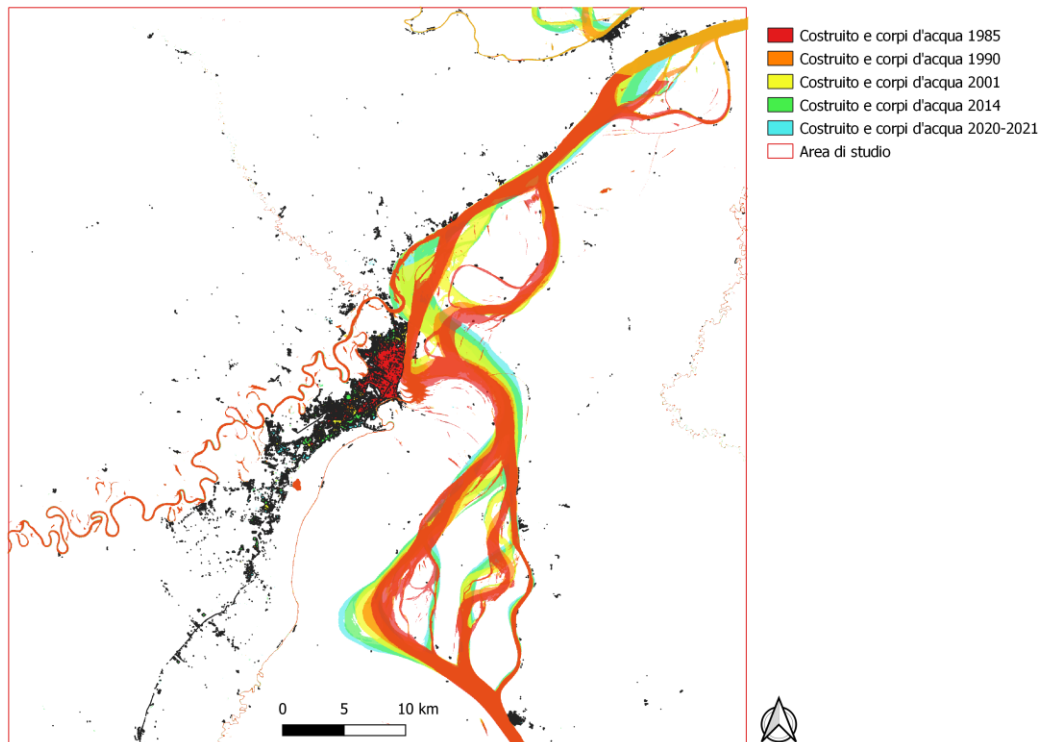 Costruito e corpi d'acqua 1985
Costruito e corpi d'acqua 1990
Costruito e corpi d'acqua 2001
Costruito e corpi d'acqua 2014
Costruito e corpi d'acqua 2020-2021
Area di studio
0 5 10 km